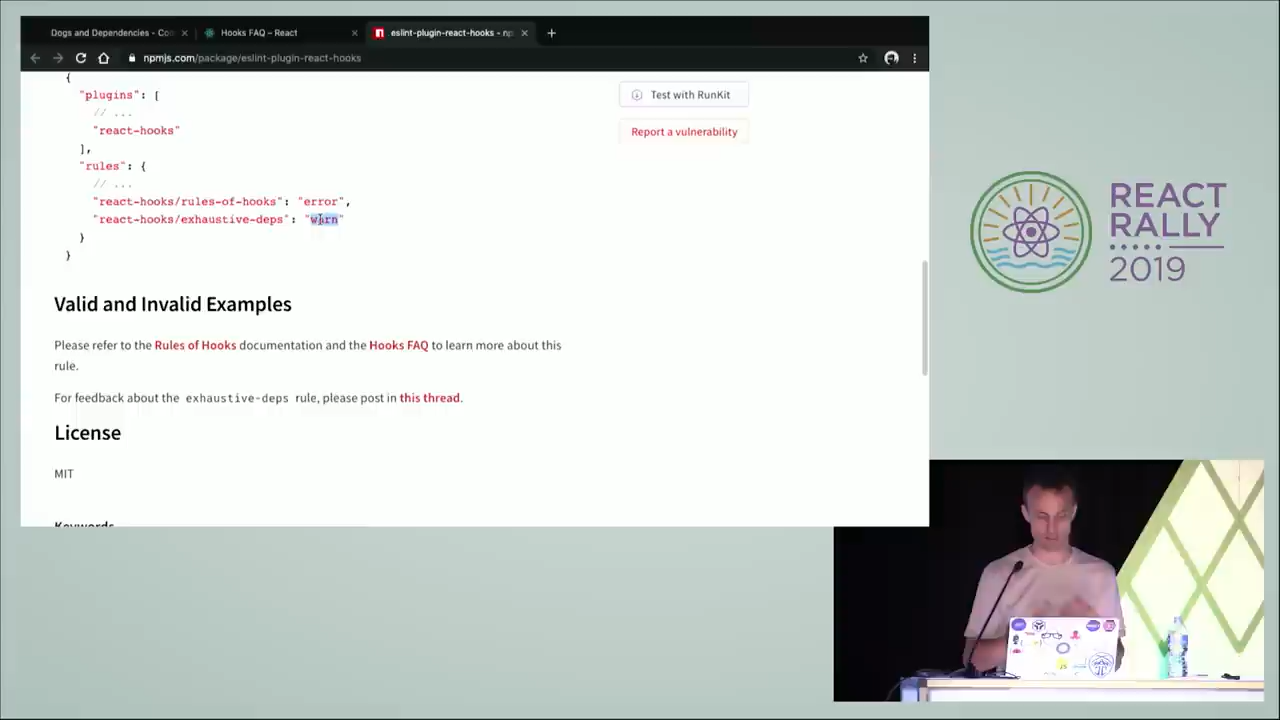 Dogs and Dependencies - Co
Hooks FAQ – React
eslint-plugin-react-hooks - np
npmjs.com/package/eslint-plugin-react-hooks
{
"plugins": [
// ...
"react-hooks"
],
"rules": {
// ...
"react-hooks/rules-of-hooks": "error",
"react-hooks/exhaustive-deps": "warn"
}
}
Test with RunKit
Report a vulnerability
Valid and Invalid Examples
Please refer to the Rules of Hooks documentation and the Hooks FAQ to learn more about this
rule.
For feedback about the exhaustive-deps rule, please post in this thread.
License
MIT
Keywords
REACT
RALLY
2019